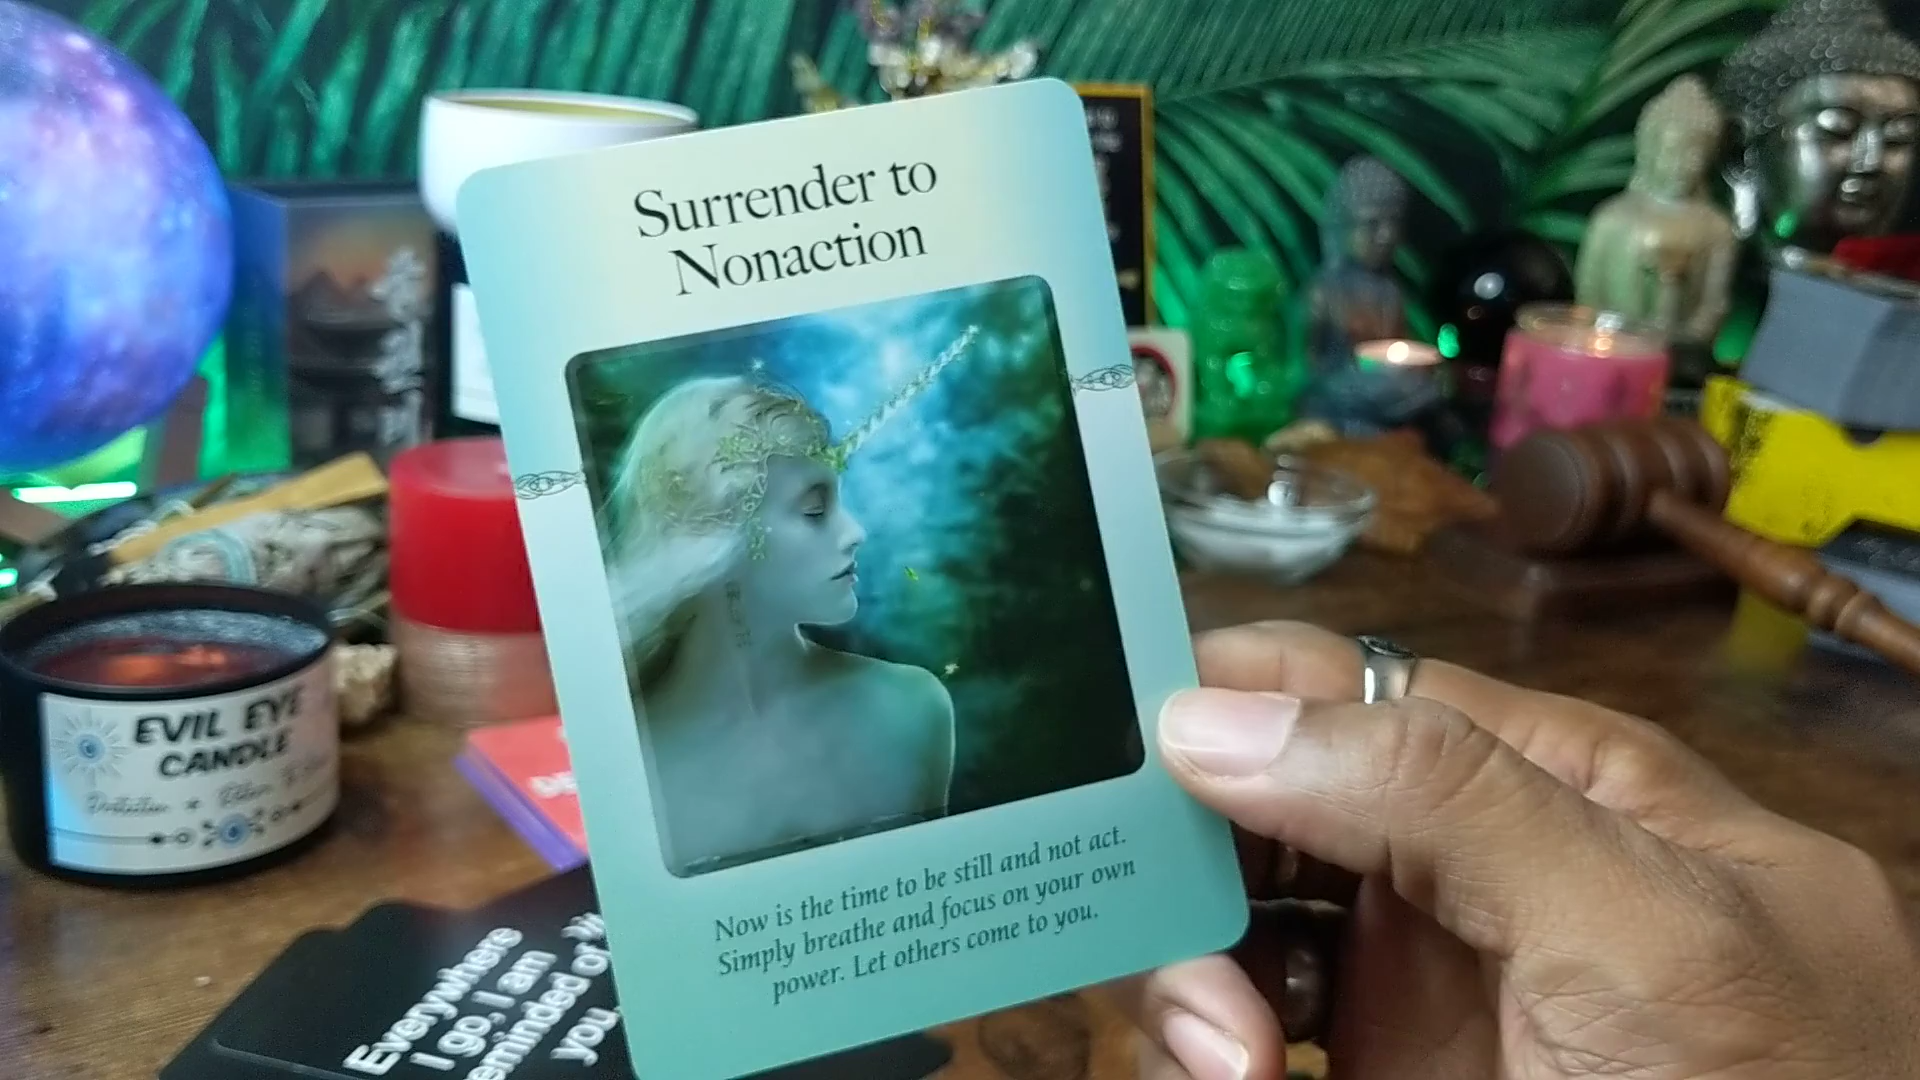 Surrender to
Nonaction
Now is the time to be still and not act.
Simply breathe and focus on your own
power. Let others come to you.
EVIL EYE
CANDLE
Everywhere
I go, I am
reminded of
you